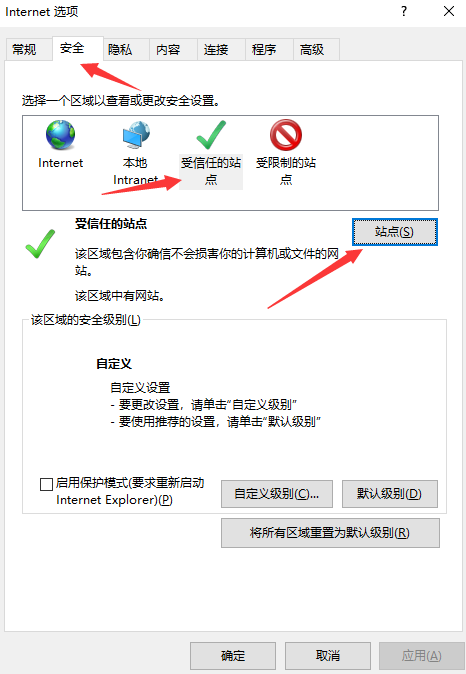 Internet 选项
?
常规 安全 隐私 内容 连接 程序 高级
选择一个区域以查看或更改安全设置。
Internet
本地
Intranet
受信任的站
点
受限制的站
点
受信任的站点
站点(S)
该区域包含你确信不会损害你的计算机或文件的网
站。
该区域中有网站。
该区域的安全级别(L)
自定义
自定义设置
- 要更改设置，请单击“自定义级别”
- 要使用推荐的设置，请单击“默认级别”
启用保护模式(要求重新启动
Internet Explorer)(P)
自定义级别(C)...
默认级别(D)
将所有区域重置为默认级别(R)
确定 取消 应用(A)